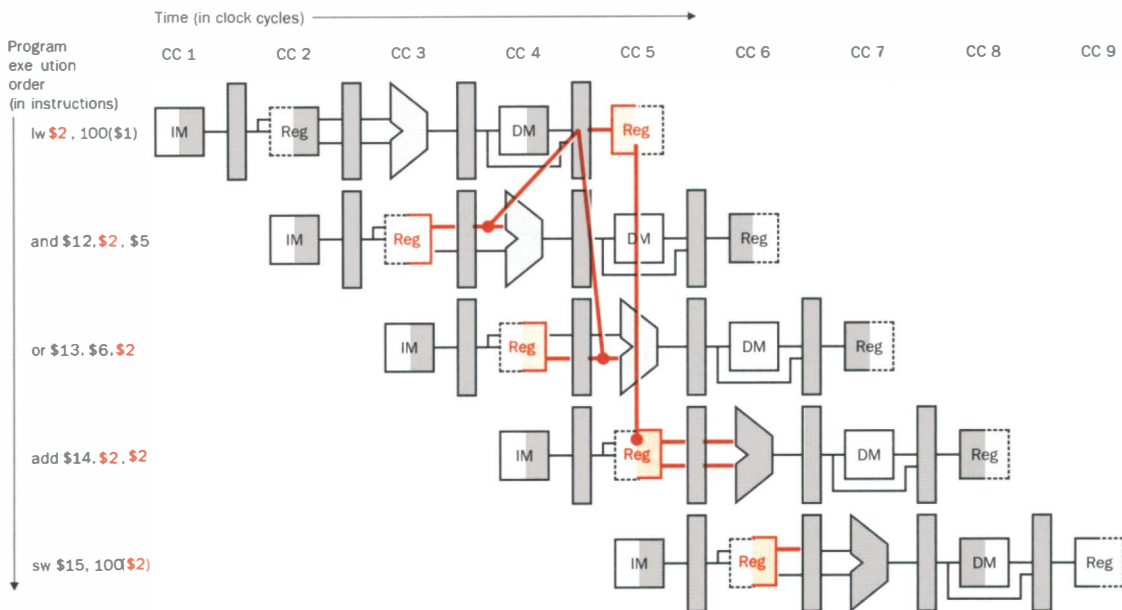 Time (in clock cycles)
Program
exe ution
order
(in instructions)
CC 1 CC 2 CC 3 CC 4 CC 5 CC 6 CC 7 CC 8 CC 9
lw $2 , 100($1)
IM Reg DM Reg
and $12, $2 , $5
IM Reg DM Reg
or $13. $6, $2
IM Reg DM Reg
add $14, $2 , $2
IM Reg DM Reg
sw $15, 100($2)
IM Reg DM Reg